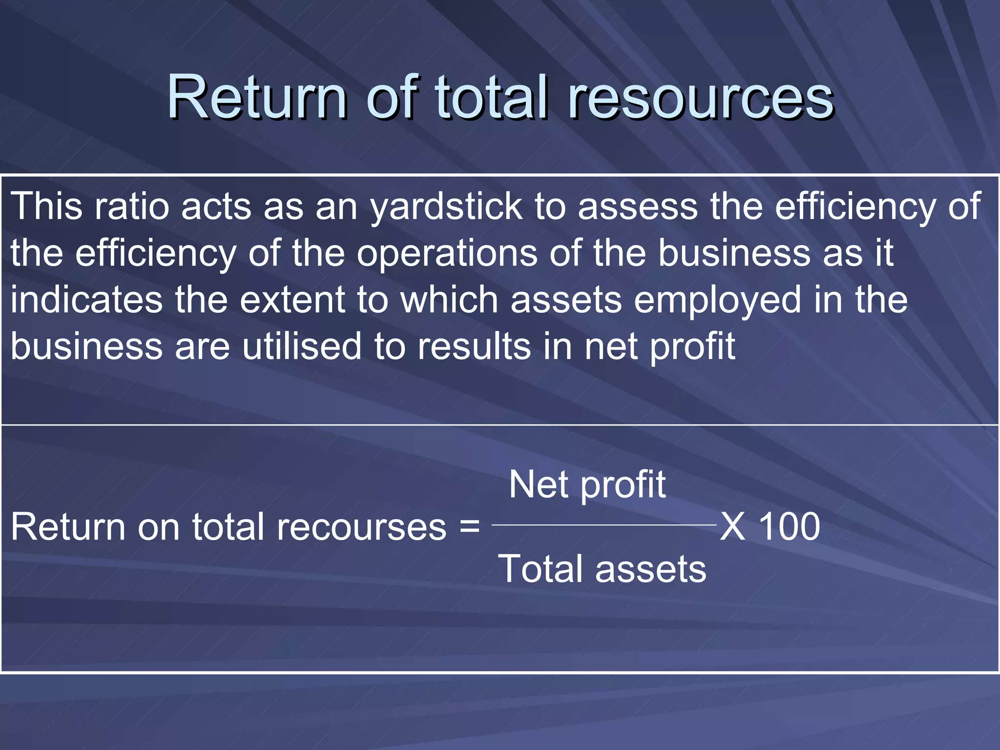 Return of total resources
This ratio acts as an yardstick to assess the efficiency of
the efficiency of the operations of the business as it
indicates the extent to which assets employed in the
business are utilised to results in net profit
Net profit
Return on total recourses = X 100
Total assets